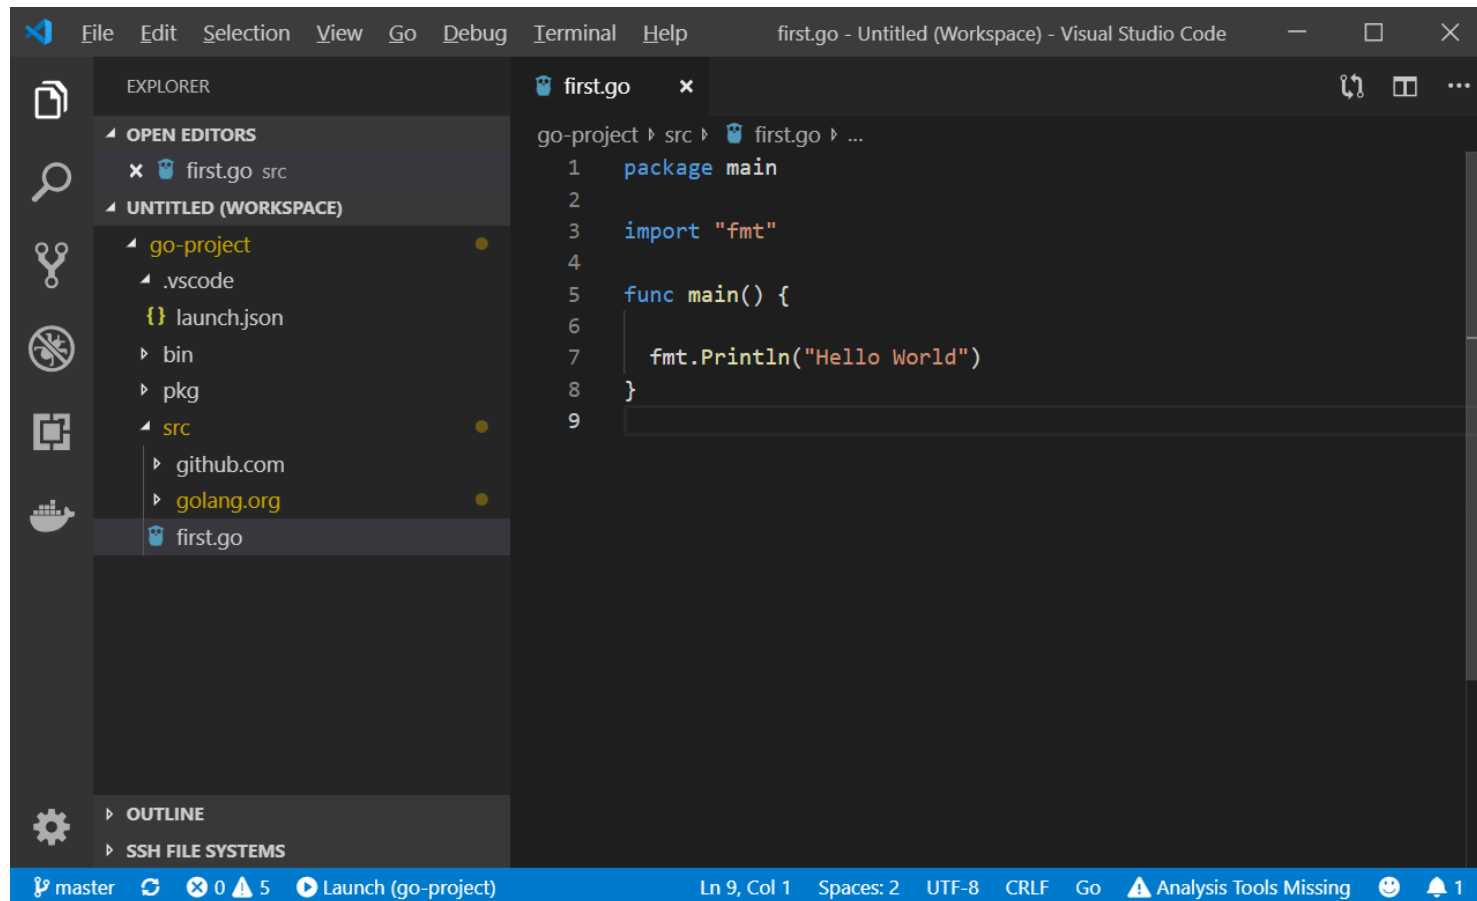 File Edit Selection View Go Debug Terminal Help first.go - Untitled (Workspace) - Visual Studio Code
EXPLORER
OPEN EDITORS
first.go src
UNTITLED (WORKSPACE)
go-project
.vscode
{} launch.json
bin
pkg
src
github.com
golang.org
first.go
OUTLINE
SSH FILE SYSTEMS
first.go
go-project src first.go ...
1 package main
2
3 import "fmt"
4
5 func main() {
6
7 fmt.Println("Hello World")
8 }
9
master 0 5 Launch (go-project) Ln 9, Col 1 Spaces: 2 UTF-8 CRLF Go Analysis Tools Missing 1